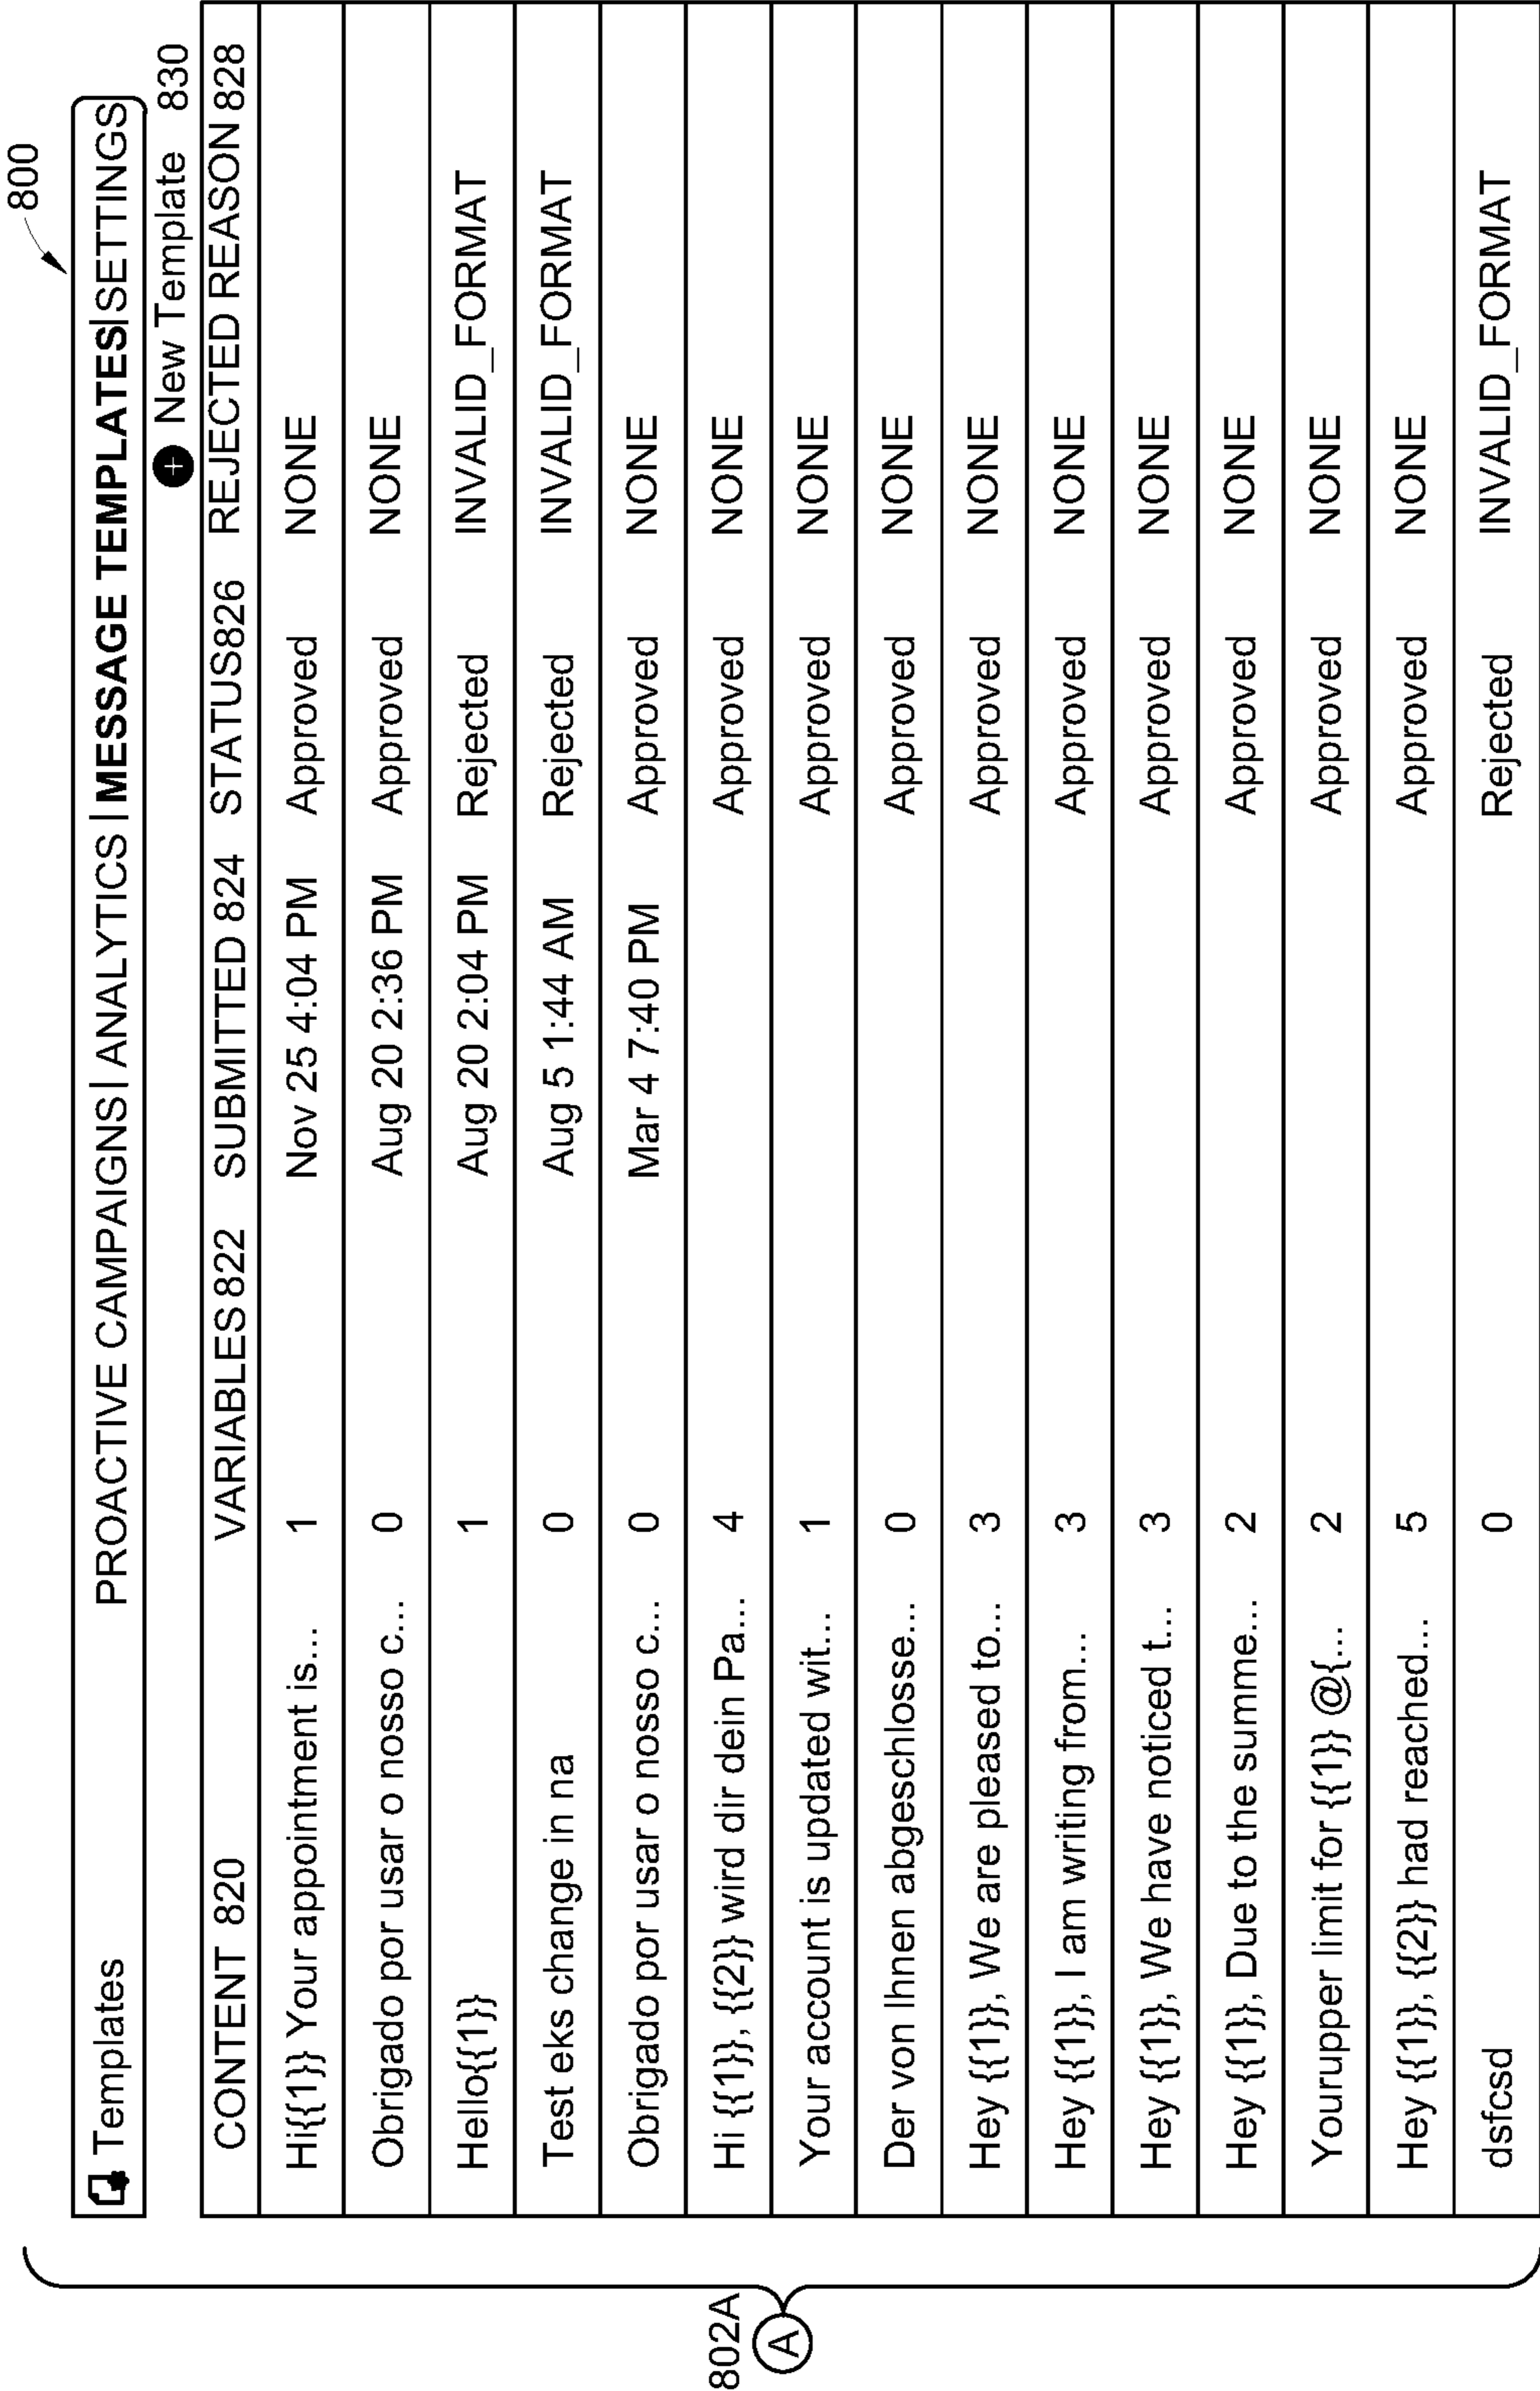 800
Templates PROACTIVE CAMPAIGNS| ANALYTICS |MESSAGE TEMPLATES|SETTINGS
+ New Template 830
CONTENT 820 VARIABLES 822 SUBMITTED 824 STATUS826 REJECTED REASON 828
Hi{{1}} Your appointment is... 1 Nov 25 4:04 PM Approved NONE
Obrigado por usar o nosso c... 0 Aug 20 2:36 PM Approved NONE
Hello{{1}} 1 Aug 20 2:04 PM Rejected INVALID_FORMAT
Test eks change in na 0 Aug 5 1:44 AM Rejected INVALID_FORMAT
Obrigado por usar o nosso c... 0 Mar 4 7:40 PM Approved NONE
Hi {{1}}, {{2}} wird dir dein Pa... 4 Approved NONE
Your account is updated wit... 1 Approved NONE
Der von Ihnen abgeschlosse... 0 Approved NONE
Hey {{1}}, We are pleased to... 3 Approved NONE
Hey {{1}}, I am writing from... 3 Approved NONE
Hey {{1}}, We have noticed t... 3 Approved NONE
Hey {{1}}, Due to the summe... 2 Approved NONE
Yourupper limit for {{1}} @{... 2 Approved NONE
Hey {{1}}, {{2}} had reached... 5 Approved NONE
dsfcsd 0 Rejected INVALID_FORMAT
802A
A